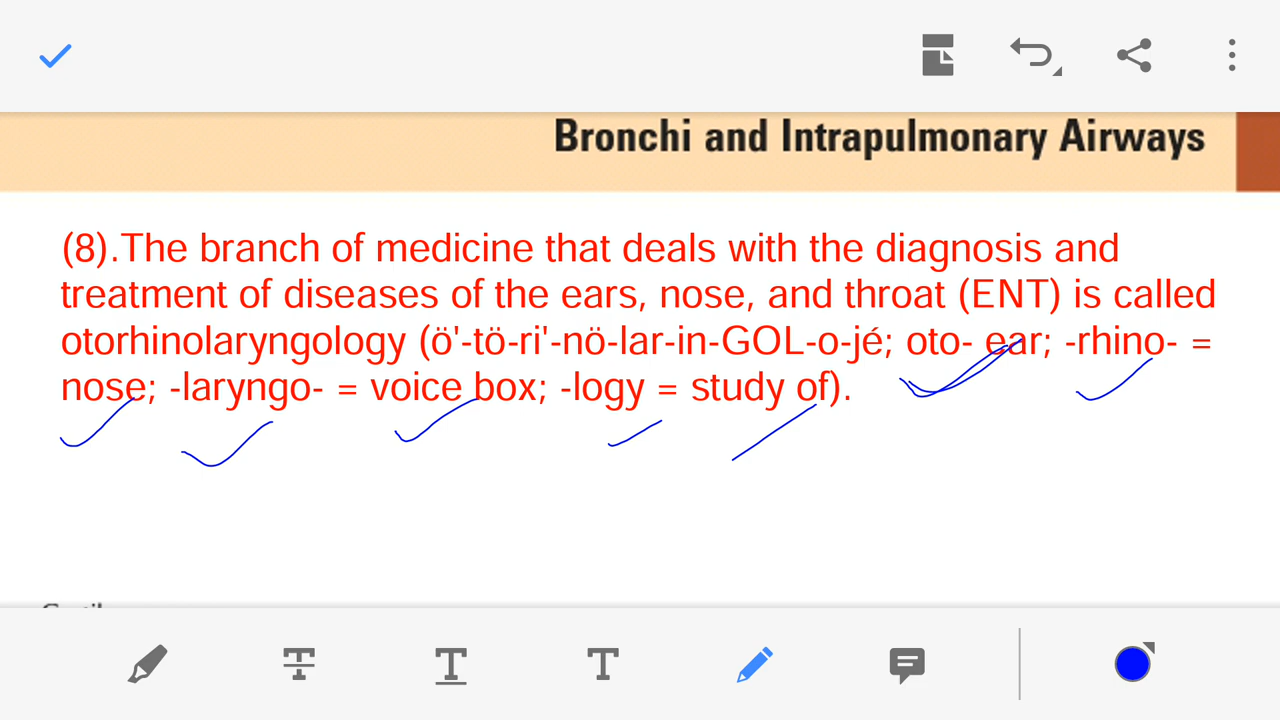 Bronchi and Intrapulmonary Airways
(8).The branch of medicine that deals with the diagnosis and
treatment of diseases of the ears, nose, and throat (ENT) is called
otorhinolaryngology (ö'-tö-ri'-nö-lar-in-GOL-o-jé; oto- ear; -rhino- =
nose; -laryngo- = voice box; -logy = study of).